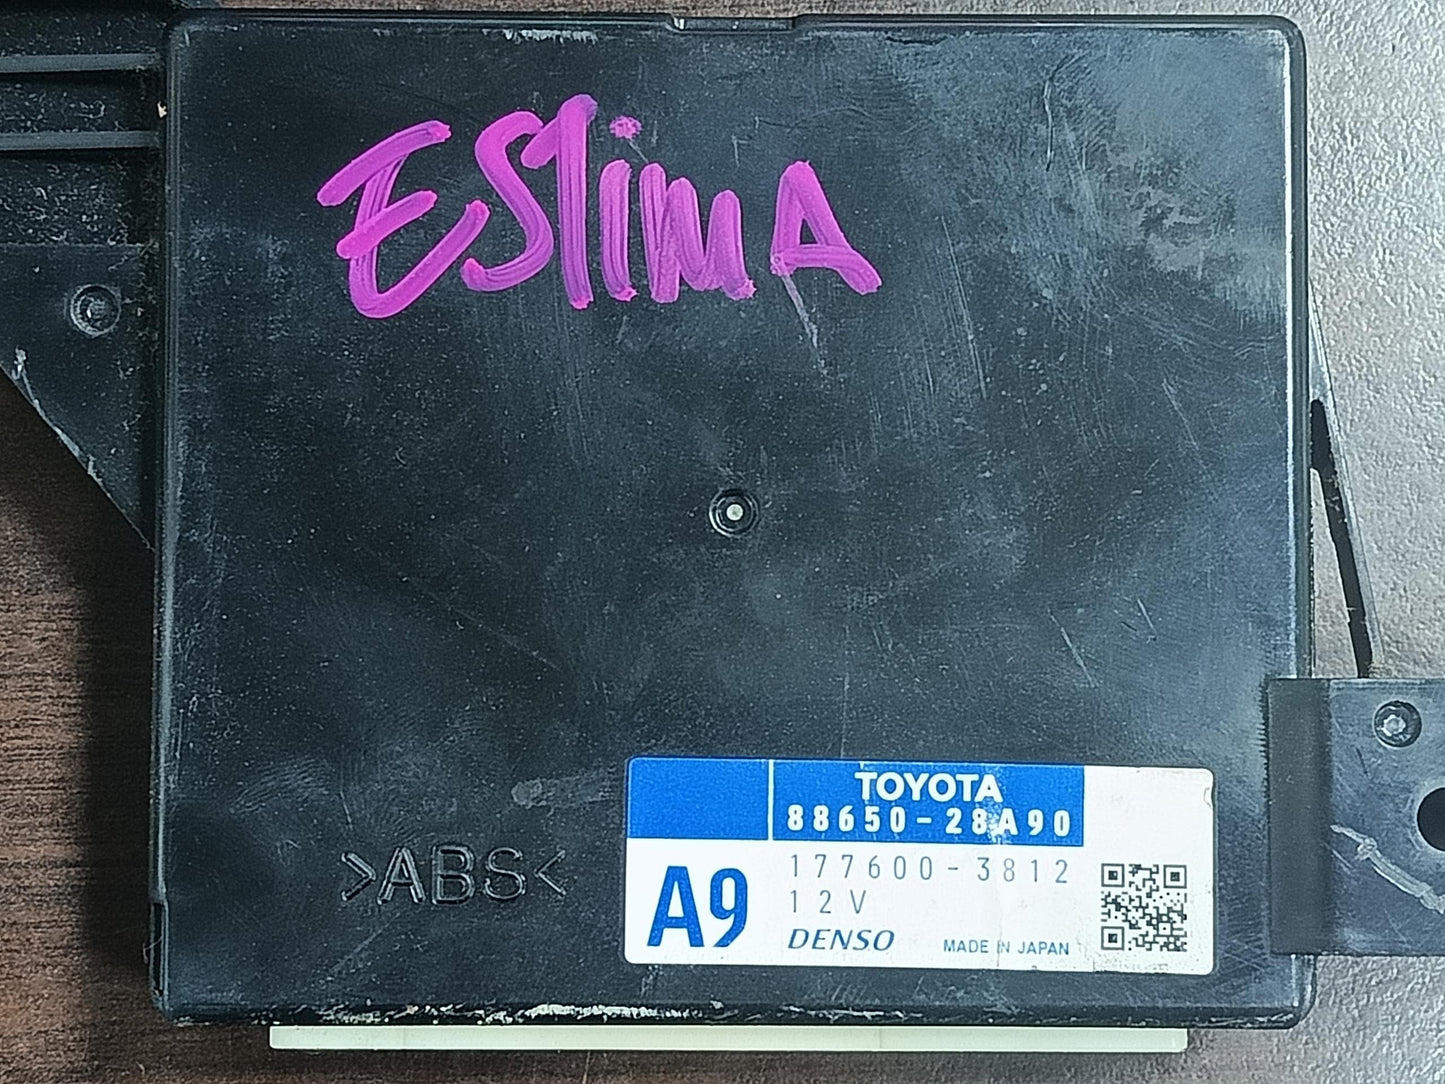 ESTimA
TOYOTA
88650-28A90
>ABS<
A9
177600-3812
12V
DENSO
MADE IN JAPAN